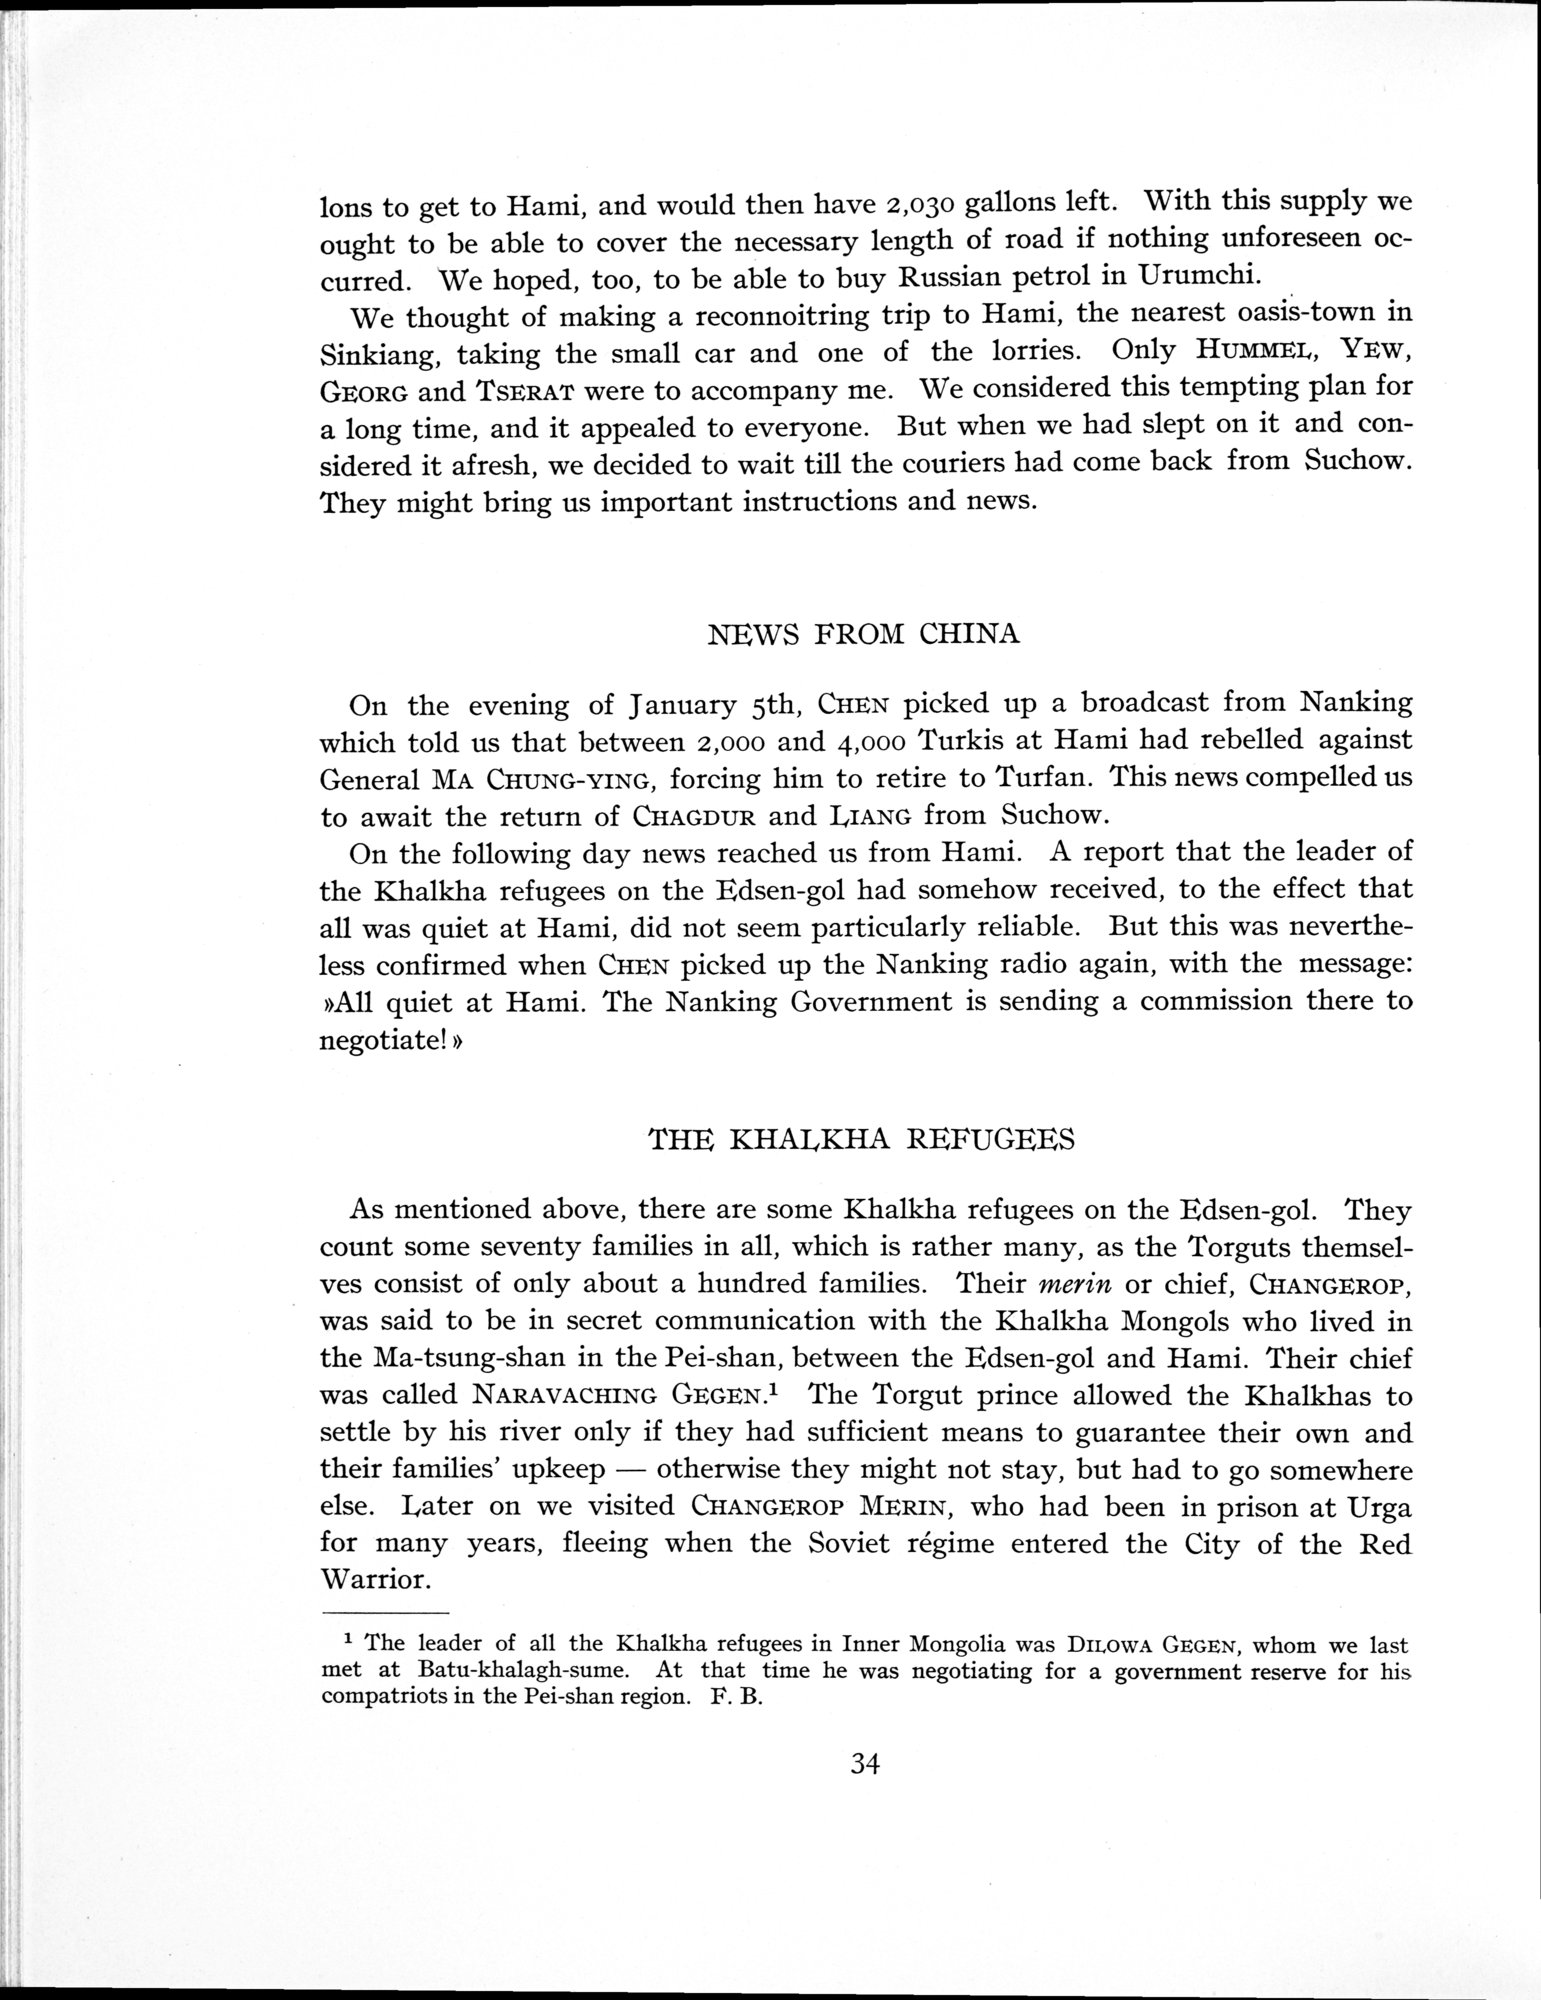 lons to get to Hami, and would then have 2,030 gallons left. With this supply we
ought to be able to cover the necessary length of road if nothing unforeseen oc-
curred. We hoped, too, to be able to buy Russian petrol in Urumchi.
We thought of making a reconnoitring trip to Hami, the nearest oasis-town in
Sinkiang, taking the small car and one of the lorries. Only HUMMEL, YEW,
GEORG and TSERAT were to accompany me. We considered this tempting plan for
a long time, and it appealed to everyone. But when we had slept on it and con-
sidered it afresh, we decided to wait till the couriers had come back from Suchow.
They might bring us important instructions and news.
NEWS FROM CHINA
On the evening of January 5th, CHEN picked up a broadcast from Nanking
which told us that between 2,000 and 4,000 Turkis at Hami had rebelled against
General MA CHUNG-YING, forcing him to retire to Turfan. This news compelled us
to await the return of CHAGDUR and LIANG from Suchow.
On the following day news reached us from Hami. A report that the leader of
the Khalkha refugees on the Edsen-gol had somehow received, to the effect that
all was quiet at Hami, did not seem particularly reliable. But this was neverthe-
less confirmed when CHEN picked up the Nanking radio again, with the message:
»All quiet at Hami. The Nanking Government is sending a commission there to
negotiate!»
THE KHALKHA REFUGEES
As mentioned above, there are some Khalkha refugees on the Edsen-gol. They
count some seventy families in all, which is rather many, as the Torguts themsel-
ves consist of only about a hundred families. Their merin or chief, CHANGEROP,
was said to be in secret communication with the Khalkha Mongols who lived in
the Ma-tsung-shan in the Pei-shan, between the Edsen-gol and Hami. Their chief
was called NARAVACHING GEGEN.¹ The Torgut prince allowed the Khalkhas to
settle by his river only if they had sufficient means to guarantee their own and
their families' upkeep — otherwise they might not stay, but had to go somewhere
else. Later on we visited CHANGEROP MERIN, who had been in prison at Urga
for many years, fleeing when the Soviet régime entered the City of the Red
Warrior.
¹ The leader of all the Khalkha refugees in Inner Mongolia was DILOWA GEGEN, whom we last
met at Batu-khalagh-sume. At that time he was negotiating for a government reserve for his
compatriots in the Pei-shan region. F. B.
34